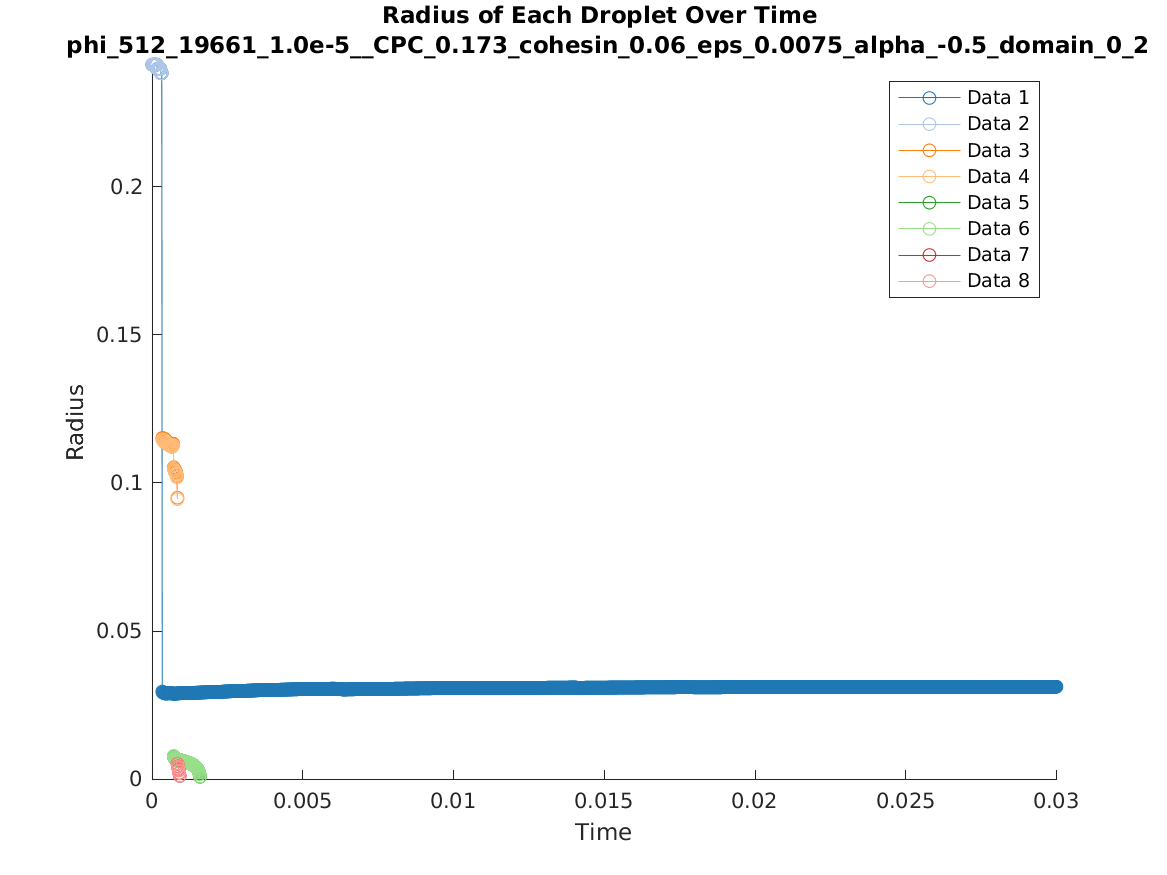 Radius of Each Droplet Over Time
phi_512_19661_1.0e-5__CPC_0.173_cohesin_0.06_eps_0.0075_alpha_-0.5_domain_0_2
Data 1
Data 2
Data 3
Data 4
Data 5
Data 6
Data 7
Data 8
Radius
0.2
0.15
0.1
0.05
0
0
0.005
0.01
0.015
0.02
0.025
0.03
Time